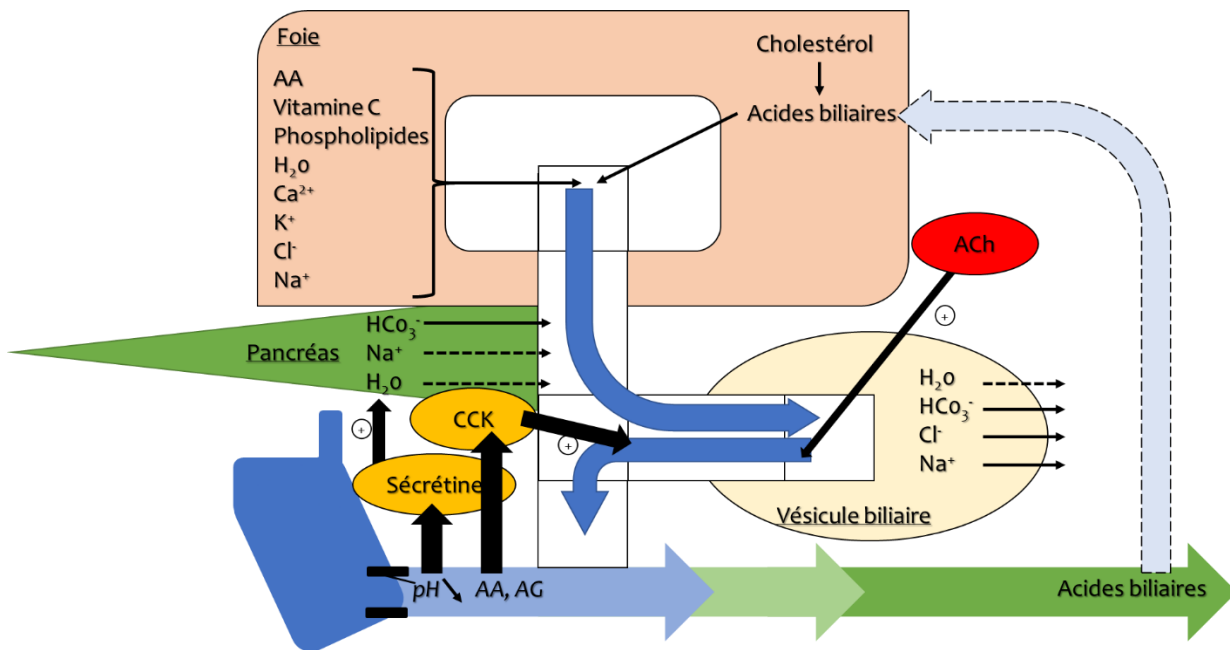 Foie
AA
Vitamine C
Phospholipides
H₂o
Ca²⁺
K⁺
Cl⁻
Na⁺
Cholestérol
Acides biliaires
ACh
+
Pancréas
HCo₃⁻
Na⁺
H₂o
CCK
+
+
Sécrétine
H₂o
HCO₃⁻
Cl⁻
Na⁺
Vésicule biliaire
pH
AA, AG
Acides biliaires